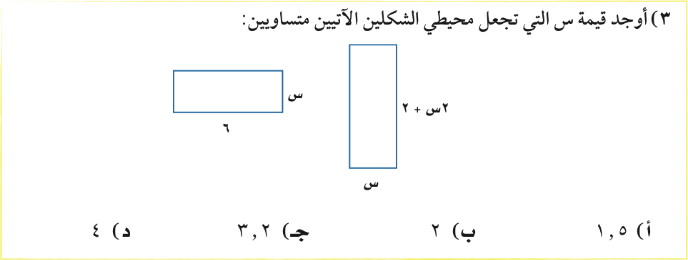 ٣) أوجد قيمة س التي تجعل محيطي الشكلين الآتيين متساويين:
س
٢س + ٢
٦
س
أ) ١,٥ ب) ٢ جـ) ٣,٢ د) ٤